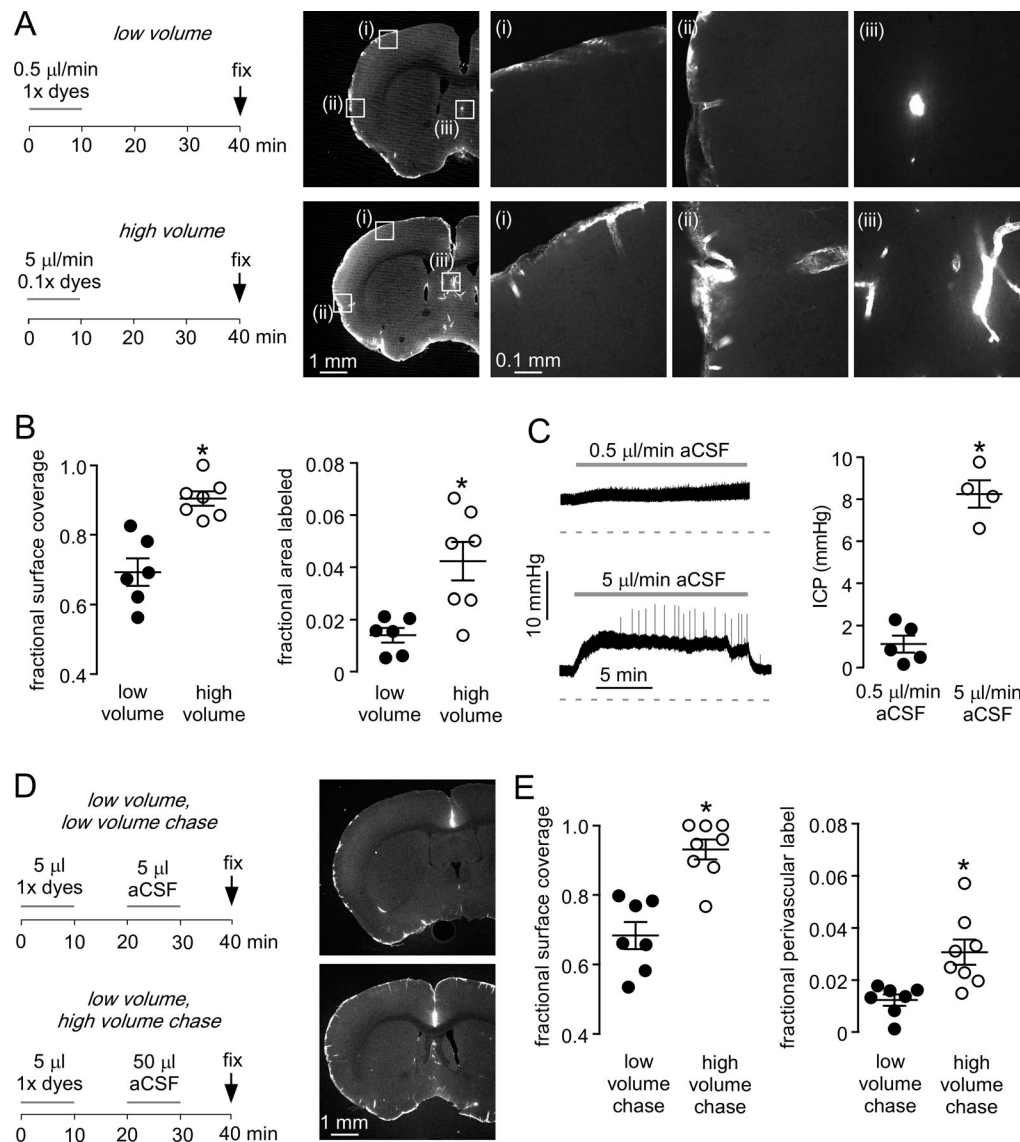 A
low volume
0.5 μl/min
1x dyes
fix
0 10 20 30 40 min
high volume
5 μl/min
0.1x dyes
fix
0 10 20 30 40 min
(i)
(ii)
(iii)
(i)
(ii)
(iii)
(i)
(ii)
(iii)
1 mm
(i)
0.1 mm
(ii)
(iii)
B
fractional surface coverage
1.0
0.8
0.6
0.4
*
low
volume
high
volume
fractional area labeled
0.08
0.06
0.04
0.02
0
*
low
volume
high
volume
C
0.5 μl/min aCSF
10 mmHg
5 μl/min aCSF
5 min
ICP (mmHg)
10
8
6
4
2
0
*
0.5 μl/min
aCSF
5 μl/min
aCSF
D
low volume,
low volume chase
5 μl
1x dyes
5 μl
aCSF
fix
0 10 20 30 40 min
low volume,
high volume chase
5 μl
1x dyes
50 μl
aCSF
fix
0 10 20 30 40 min
1 mm
E
fractional surface coverage
1.0
0.8
0.6
0.4
*
low
volume
chase
high
volume
chase
fractional perivascular label
0.08
0.06
0.04
0.02
0
*
low
volume
chase
high
volume
chase